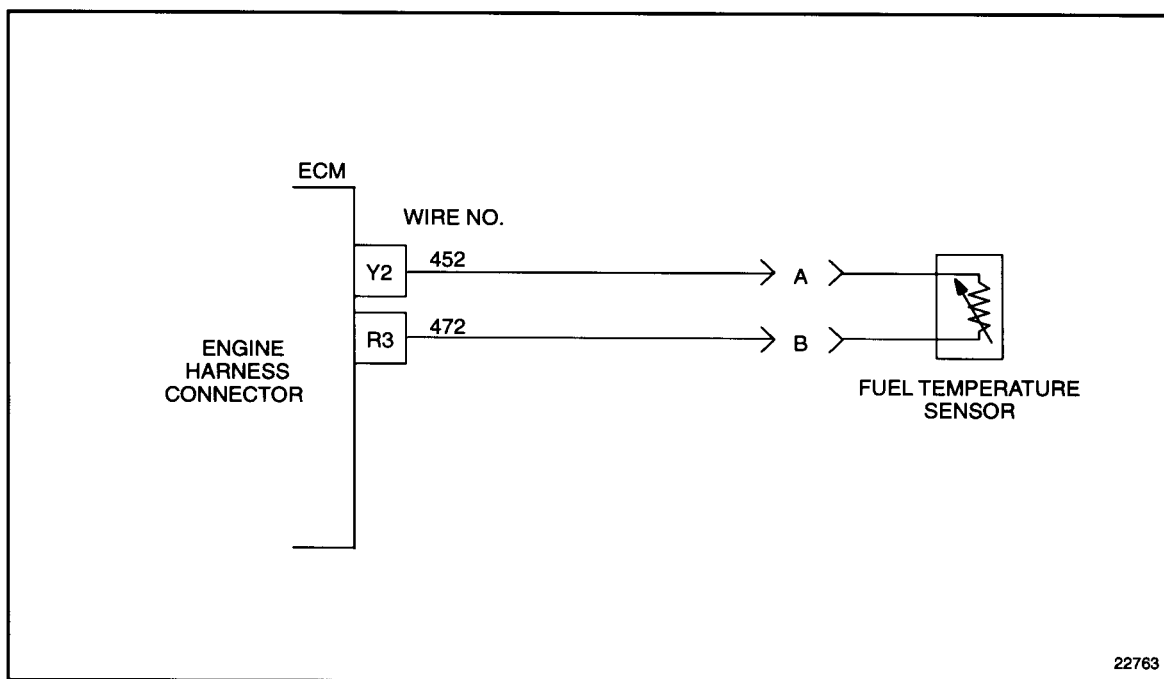 ECM
WIRE NO.
Y2
452
A
R3
472
B
ENGINE
HARNESS
CONNECTOR
FUEL TEMPERATURE
SENSOR
22763